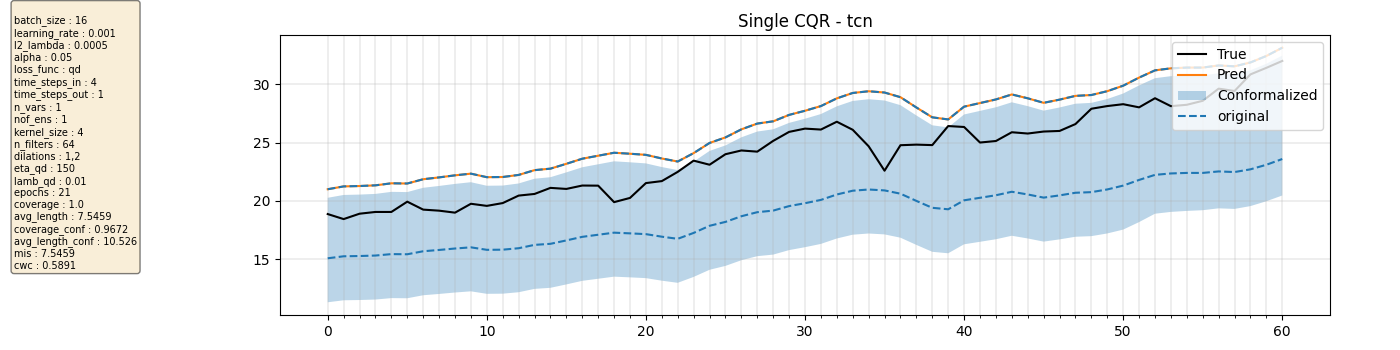 batch_size : 16
learning_rate : 0.001
l2_lambda : 0.0005
alpha : 0.05
loss_func : qd
time_steps_in : 4
time_steps_out : 1
n_vars : 1
nof_ens : 1
kernel_size : 4
n_filters : 64
dilations : 1,2
eta_qd : 150
lamb_qd : 0.01
epochs : 21
coverage : 1.0
avg_length : 7.5459
coverage_conf : 0.9672
avg_length_conf : 10.526
mis : 7.5459
cwc : 0.5891
Single CQR - tcn
30
25
20
15
0 10 20 30 40 50 60
True
Pred
Conformalized
original